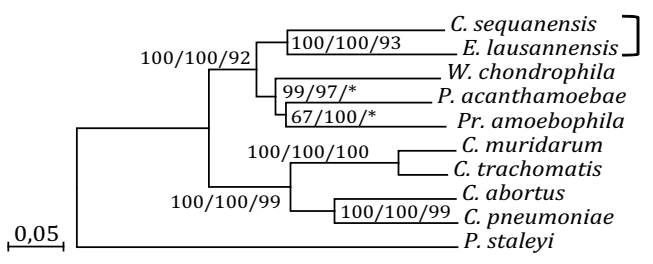 C. sequanensis
100/100/93
E. lausannensis
100/100/92
W. chondrophila
99/97/*
P. acanthamoebae
67/100/*
Pr. amoebophila
C. muridarum
100/100/100
C. trachomatis
C. abortus
100/100/99
100/100/99
C. pneumoniae
0,05
P. staleyi